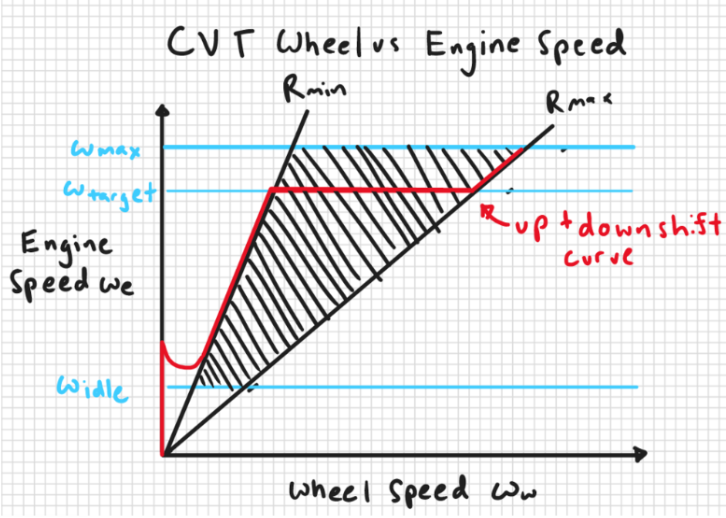 CVT Wheel vs Engine Speed
Rmin
Rmax
ωmax
ωtarget
up + downshift
curve
Engine
Speed ωe
ωidle
Wheel Speed ωw